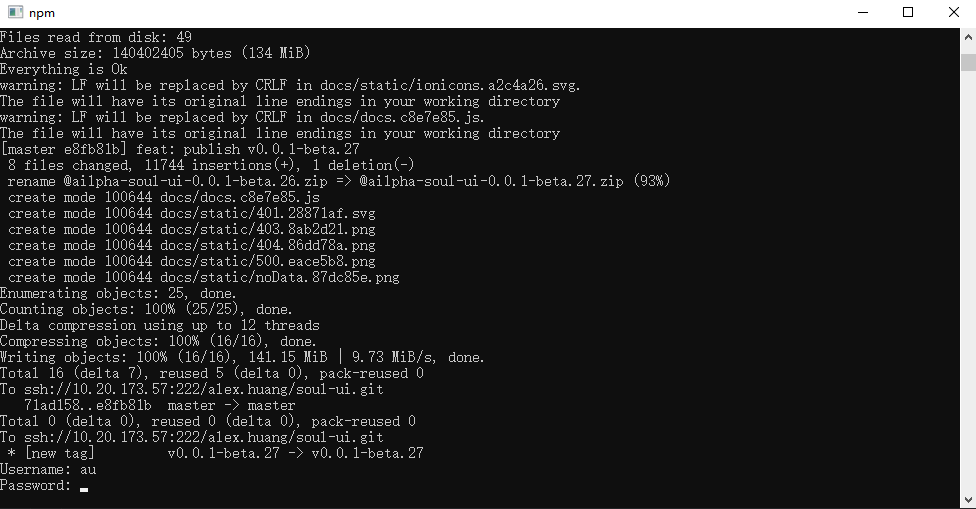 npm
Files read from disk: 49
Archive size: 140402405 bytes (134 MiB)
Everything is Ok
warning: LF will be replaced by CRLF in docs/static/ionicons.a2c4a26.svg.
The file will have its original line endings in your working directory
warning: LF will be replaced by CRLF in docs/docs.c8e7e85.js.
The file will have its original line endings in your working directory
[master e8fb81b] feat: publish v0.0.1-beta.27
 8 files changed, 11744 insertions(+), 1 deletion(-)
 rename @ailpha-soul-ui-0.0.1-beta.26.zip => @ailpha-soul-ui-0.0.1-beta.27.zip (93%)
 create mode 100644 docs/docs.c8e7e85.js
 create mode 100644 docs/static/401.28871af.svg
 create mode 100644 docs/static/403.8ab2d21.png
 create mode 100644 docs/static/404.86dd78a.png
 create mode 100644 docs/static/500.eace5b8.png
 create mode 100644 docs/static/noData.87dc85e.png
Enumerating objects: 25, done.
Counting objects: 100% (25/25), done.
Delta compression using up to 12 threads
Compressing objects: 100% (16/16), done.
Writing objects: 100% (16/16), 141.15 MiB | 9.73 MiB/s, done.
Total 16 (delta 7), reused 5 (delta 0), pack-reused 0
To ssh://10.20.173.57:222/alex.huang/soul-ui.git
   71ad158..e8fb81b  master -> master
Total 0 (delta 0), reused 0 (delta 0), pack-reused 0
To ssh://10.20.173.57:222/alex.huang/soul-ui.git
 * [new tag]         v0.0.1-beta.27 -> v0.0.1-beta.27
Username: au
Password: